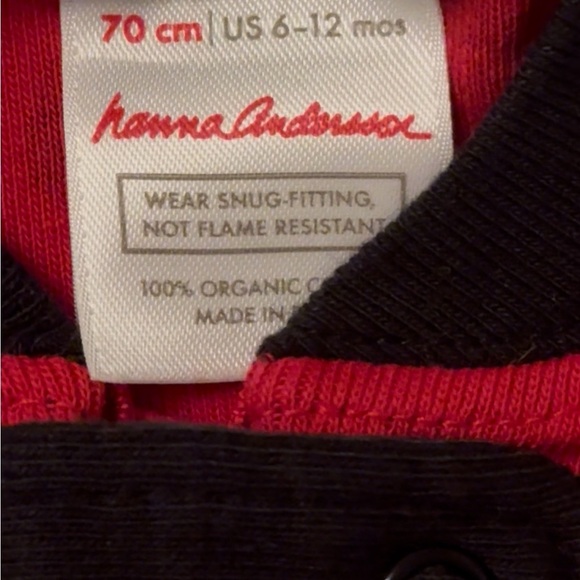 70 cm | US 6-12 mos
hanna Andersson
WEAR SNUG-FITTING,
NOT FLAME RESISTANT
100% ORGANIC
MADE IN